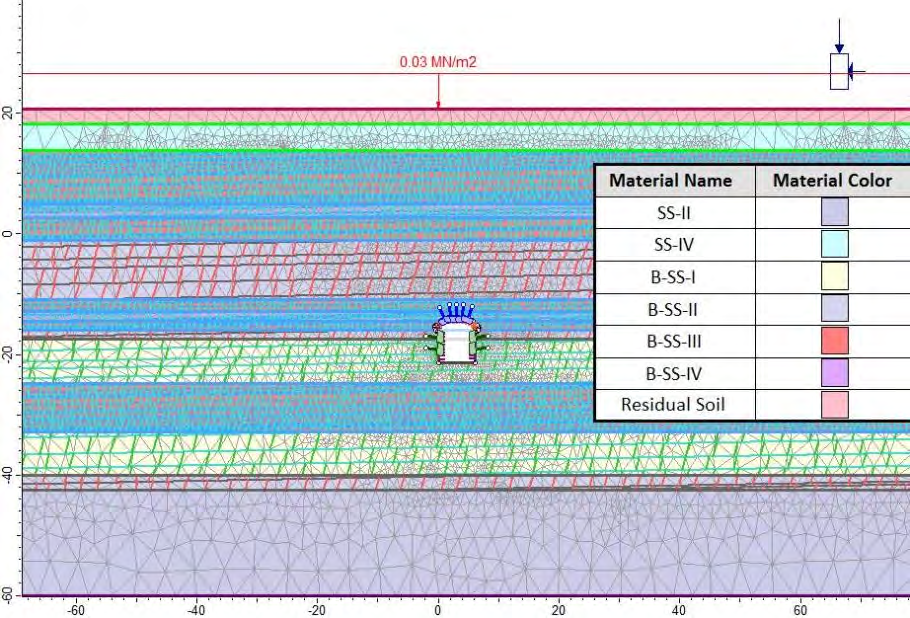 0.03 MN/m2
20
0
-20
-40
-60
Material Name Material Color
SS-II
SS-IV
B-SS-I
B-SS-II
B-SS-III
B-SS-IV
Residual Soil
-60 -40 -20 0 20 40 60